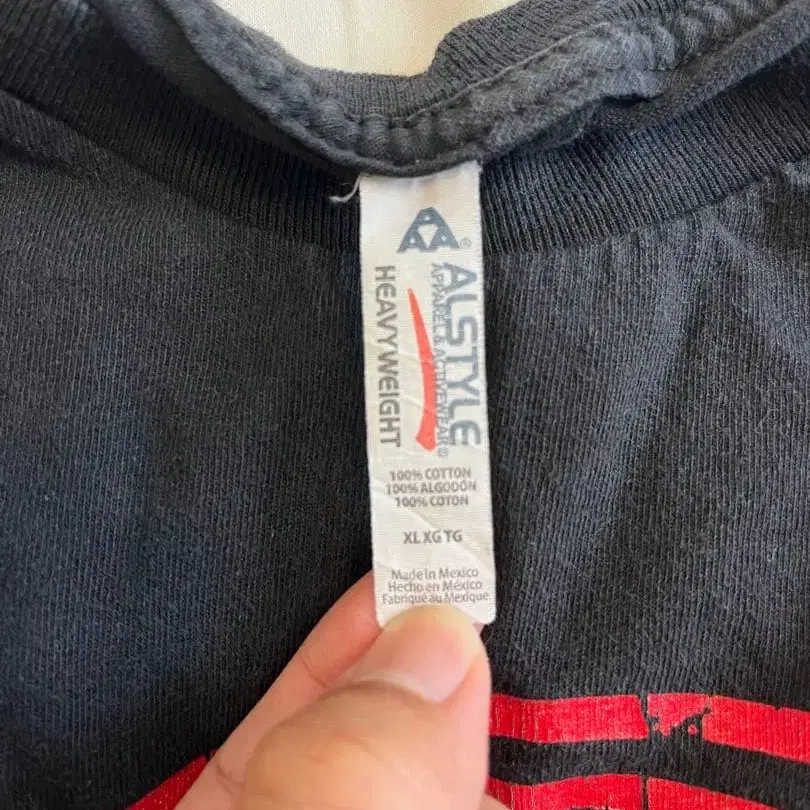 AA®
ALSTYLE
APPAREL & ACTIVEWEAR®
HEAVYWEIGHT
100% COTTON
100% ALGODÓN
100% COTON
XL XG TG
Made in Mexico
Hecho en México
Fabriqué au Mexique